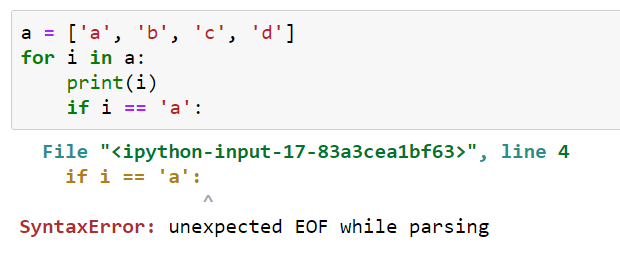 a = ['a', 'b', 'c', 'd']
for i in a:
    print(i)
    if i == 'a':
File "<ipython-input-17-83a3cea1bf63>", line 4
    if i == 'a':
                ^
SyntaxError: unexpected EOF while parsing